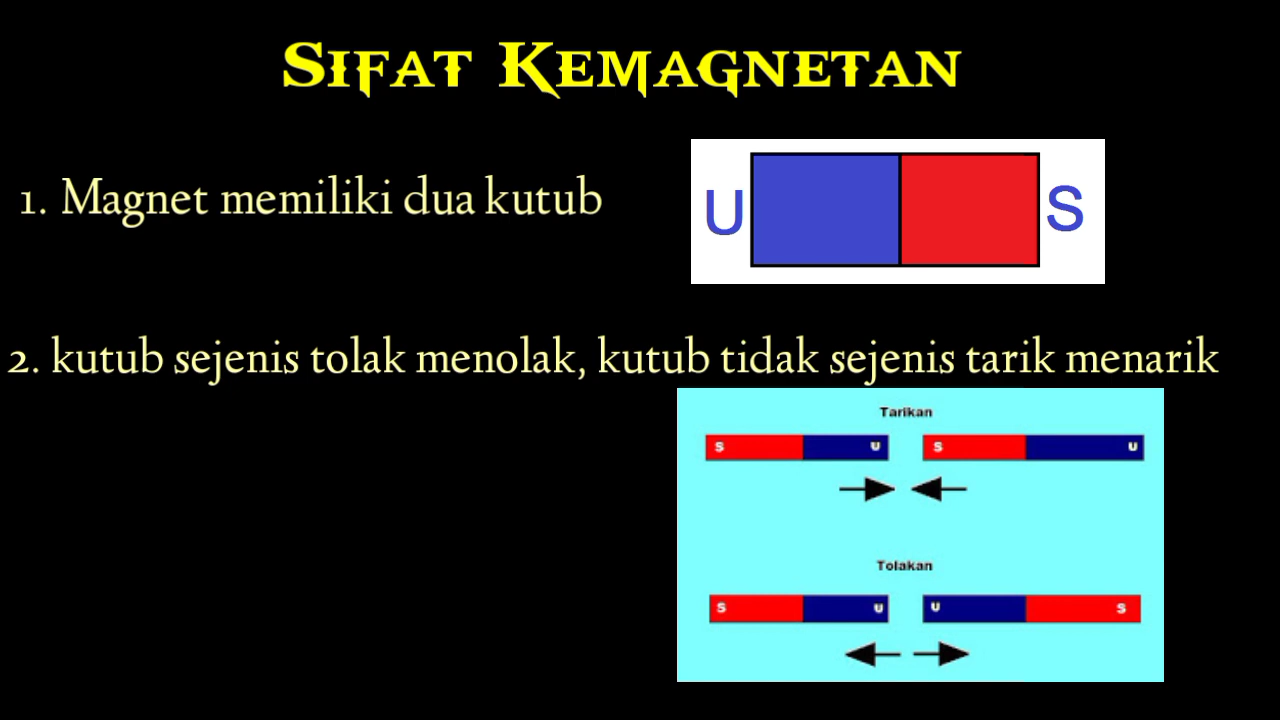 Sifat Kemagnetan
1. Magnet memiliki dua kutub
U S
2. kutub sejenis tolak menolak, kutub tidak sejenis tarik menarik
Tarikan
S U S U
Tolakan
S U U S